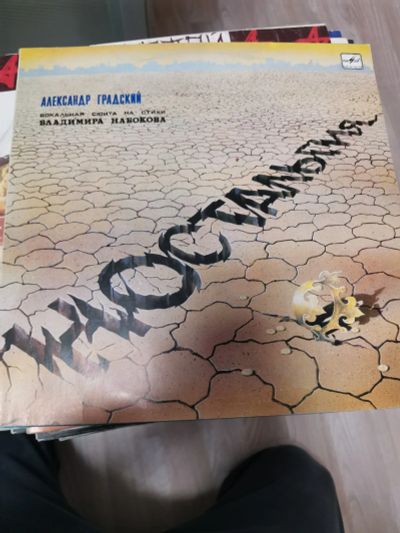 АЛЕКСАНДР ГРАДСКИЙ
ВОКАЛЬНАЯ СЮИТА НА СТИХИ
ВЛАДИМИРА НАБОКОВА
НОСТАЛЬГИЯ